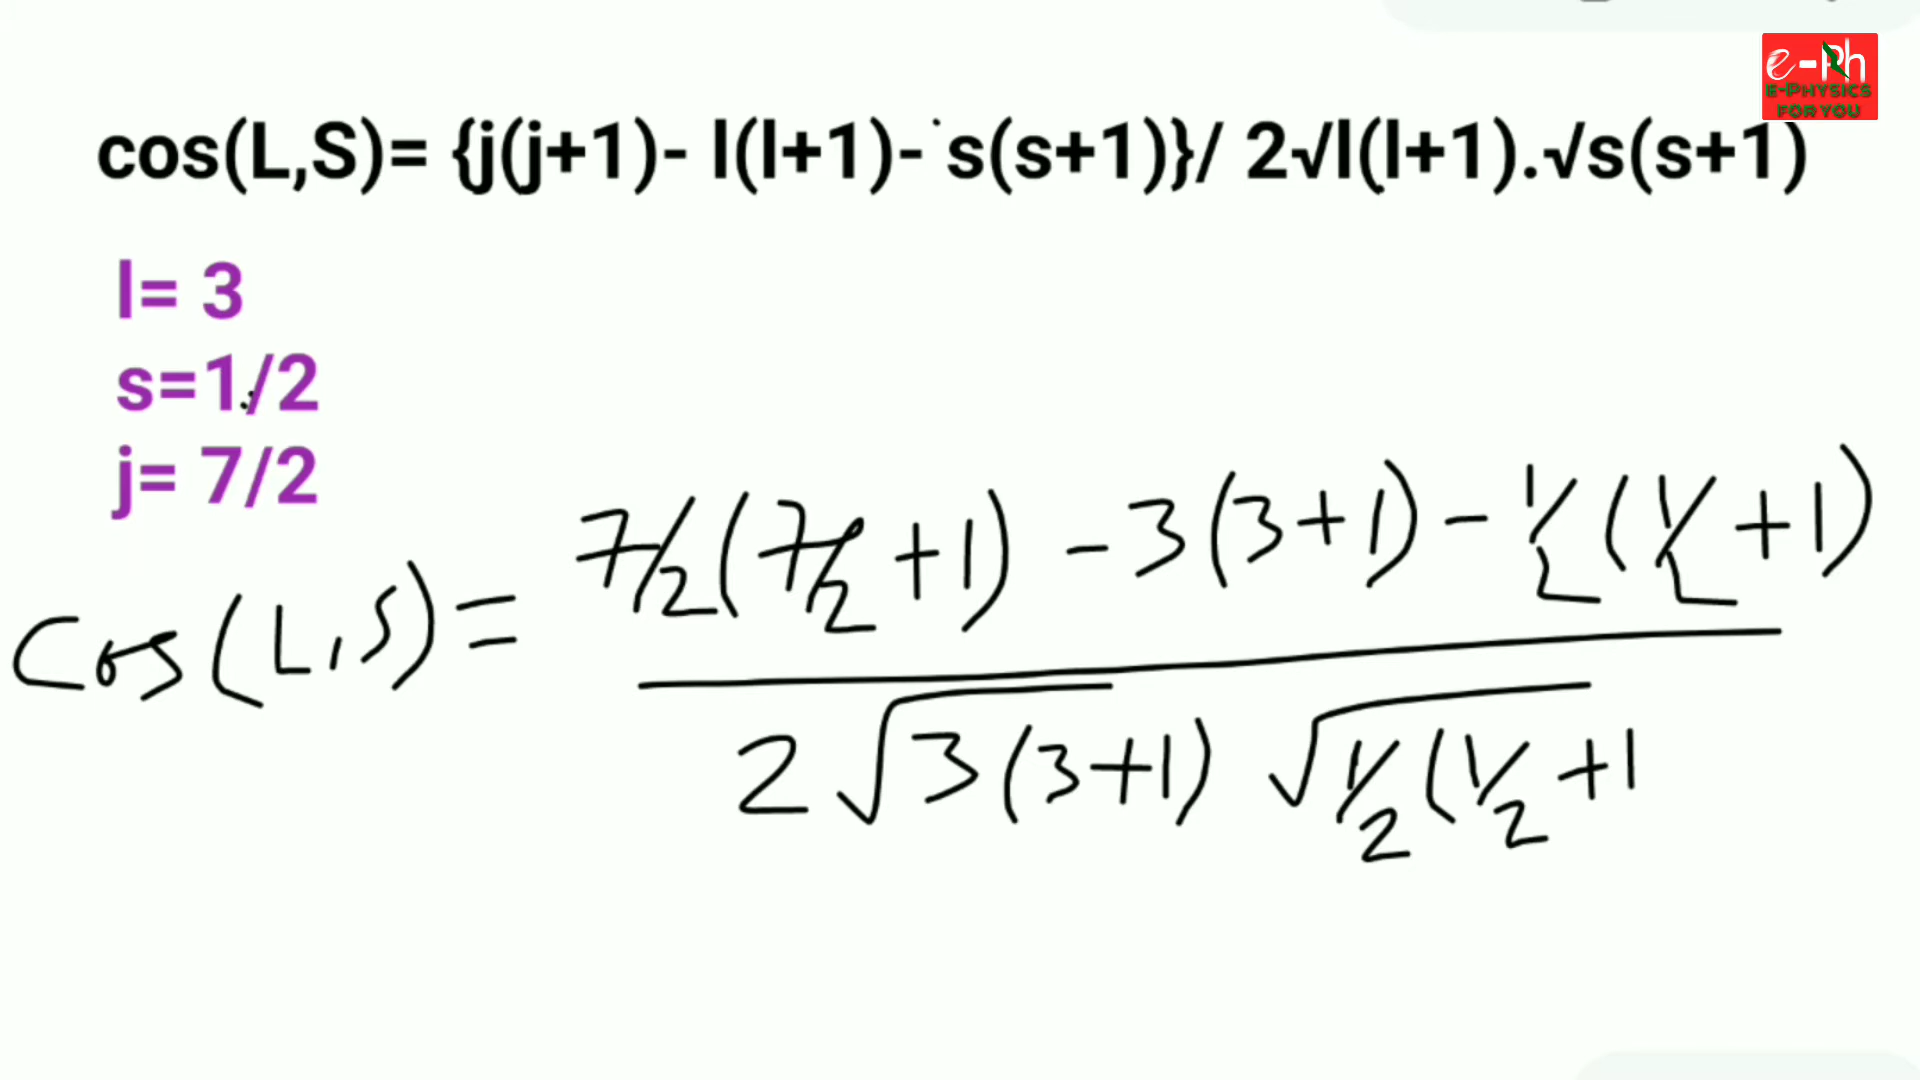 e-Ph
E-PHYSICS
FOR YOU
cos(L,S)= {j(j+1)- l(l+1)- s(s+1)}/ 2√l(l+1).√s(s+1)
l= 3
s=1/2
j= 7/2
Cos(L,S) = 7/2(7/2+1) - 3(3+1) - 1/2(1/2+1)
2√3(3+1) √1/2(1/2+1